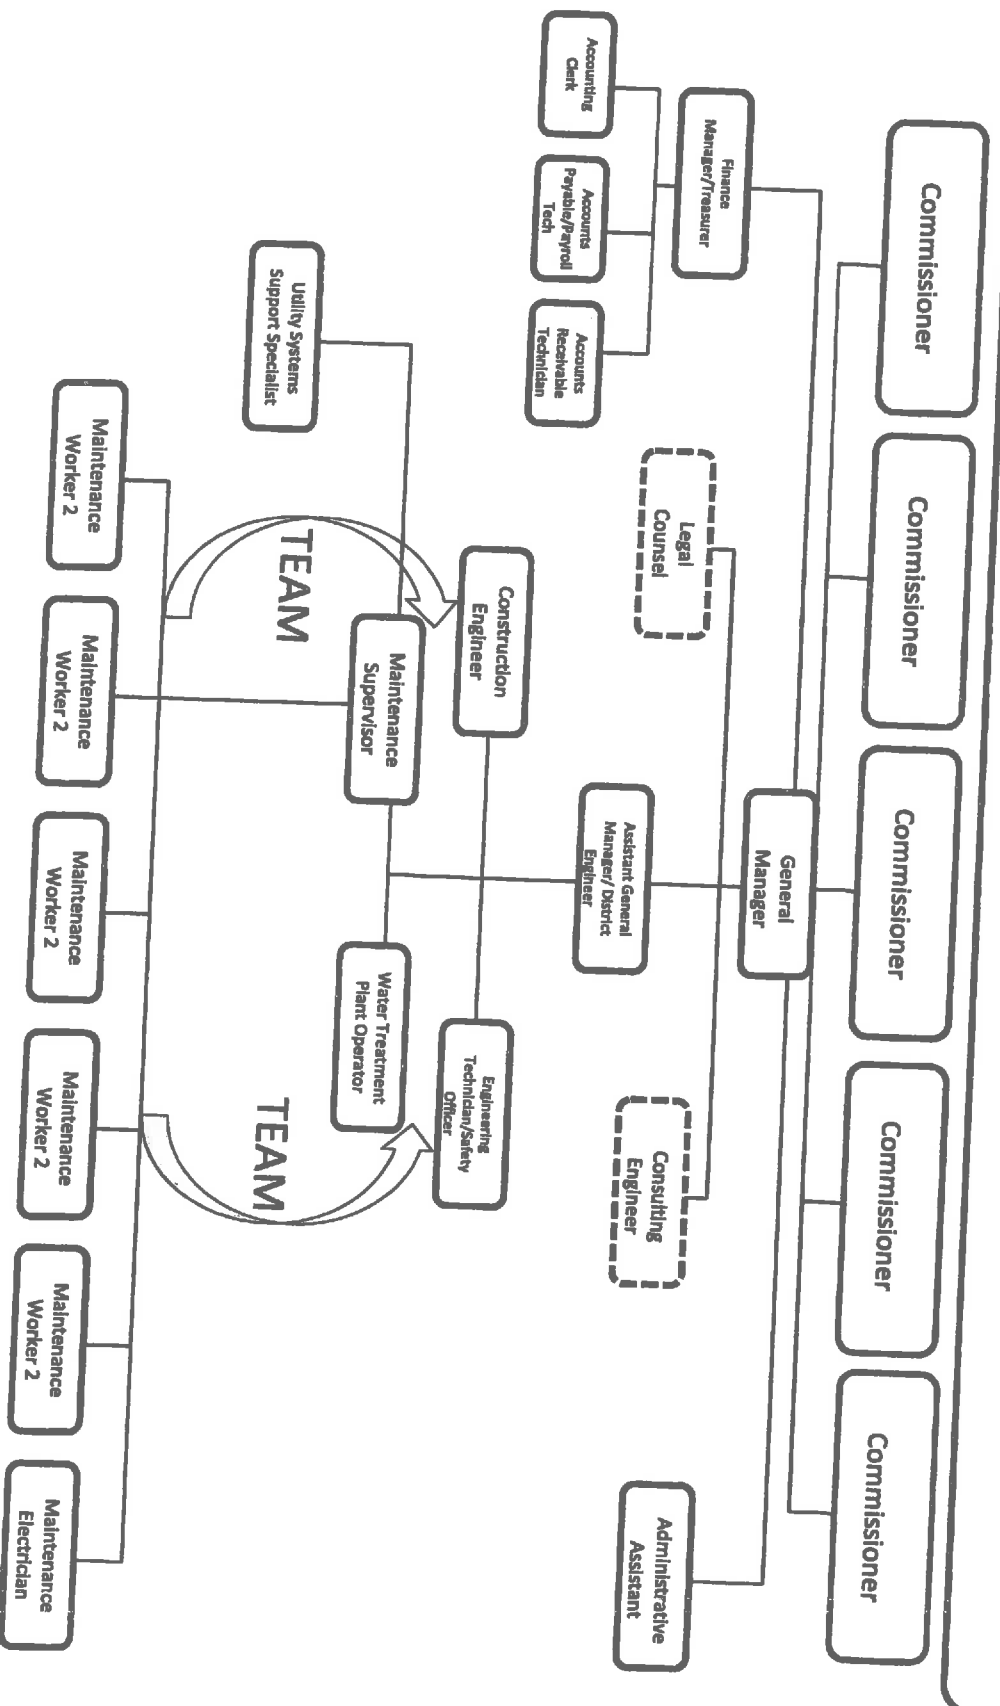 Commissioner
Commissioner
Commissioner
Commissioner
Commissioner
General
Manager
Finance
Manager/Treasurer
Accounting
Clerk
Accounts
Payable/Payroll
Tech
Accounts
Receivable
Technician
Legal
Counsel
Consulting
Engineer
Administrative
Assistant
Assistant General
Manager/ District
Engineer
Construction
Engineer
Engineering
Technician/Safety
Officer
Maintenance
Supervisor
Water Treatment
Plant Operator
Utility Systems
Support Specialist
TEAM
TEAM
Maintenance
Worker 2
Maintenance
Worker 2
Maintenance
Worker 2
Maintenance
Worker 2
Maintenance
Worker 2
Maintenance
Electrician